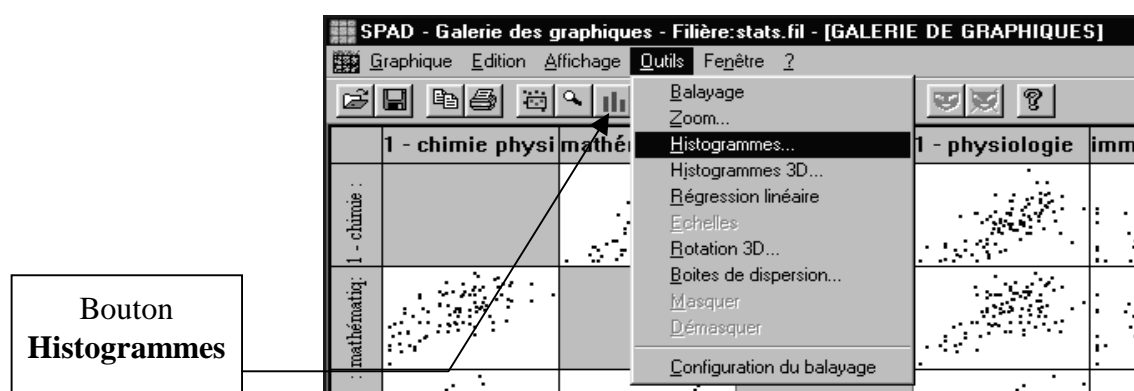 SPAD - Galerie des graphiques - Filière:stats.fil - [GALERIE DE GRAPHIQUES]
Graphique Edition Affichage Outils Fenêtre ?
Balayage
Zoom...
Histogrammes...
Histogrammes 3D...
Régression linéaire
Echelles
Rotation 3D...
Boites de dispersion...
Masquer
Démasquer
Configuration du balayage
1 - chimie physi mathé 1 - physiologie imm
1 - chimie :
: mathématiq:
Bouton
Histogrammes